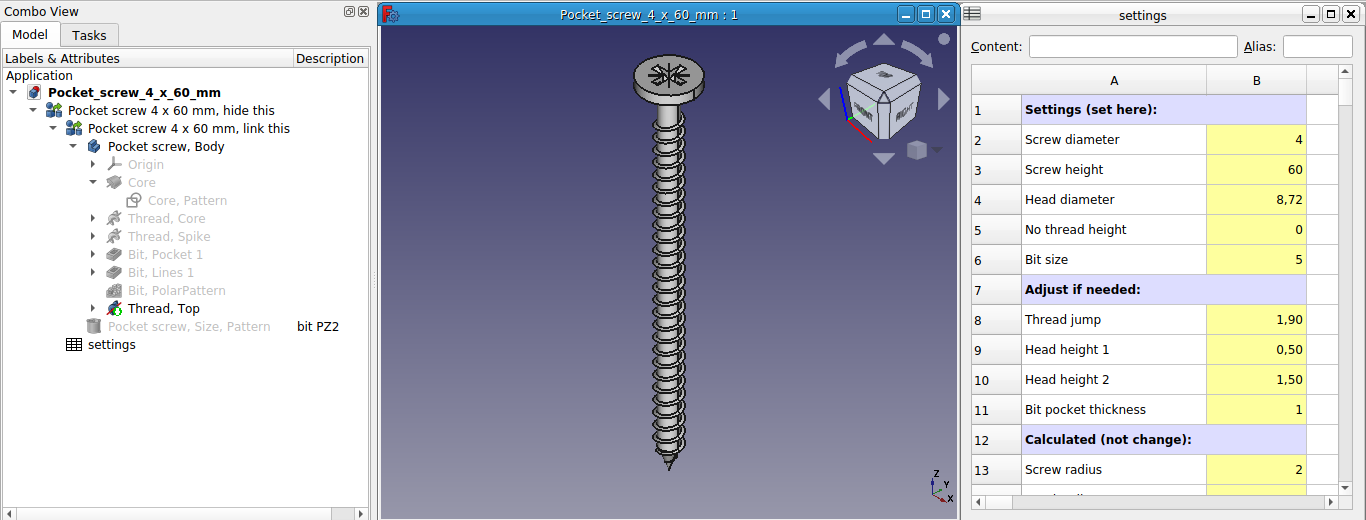 Combo View
Model Tasks
Labels & Attributes Description
Application
Pocket_screw_4_x_60_mm
Pocket screw 4 x 60 mm, hide this
Pocket screw 4 x 60 mm, link this
Pocket screw, Body
Origin
Core
Core, Pattern
Thread, Core
Thread, Spike
Bit, Pocket 1
Bit, Lines 1
Bit, PolarPattern
Thread, Top
Pocket screw, Size, Pattern bit PZ2
settings
Pocket_screw_4_x_60_mm : 1
FRONT RIGHT
Z
Y
X
settings
Content: Alias:
A B
1 Settings (set here):
2 Screw diameter 4
3 Screw height 60
4 Head diameter 8,72
5 No thread height 0
6 Bit size 5
7 Adjust if needed:
8 Thread jump 1,90
9 Head height 1 0,50
10 Head height 2 1,50
11 Bit pocket thickness 1
12 Calculated (not change):
13 Screw radius 2